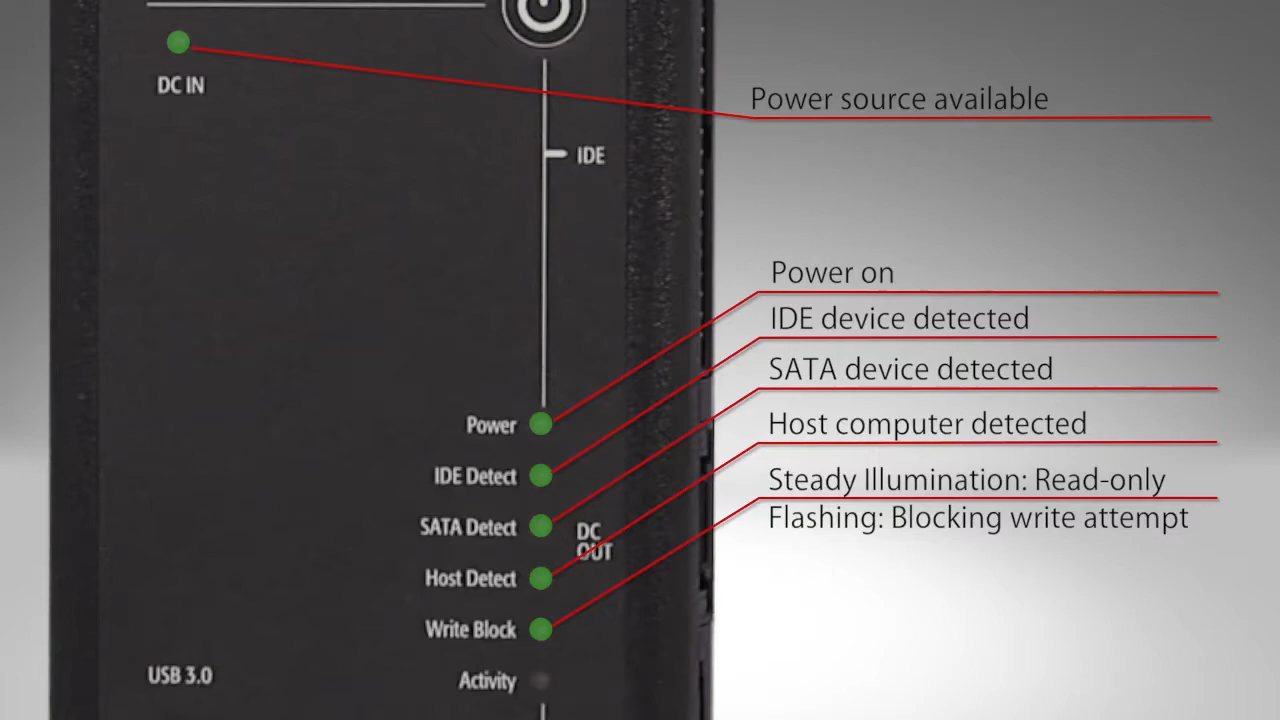 DC IN
Power source available
IDE
Power on
IDE device detected
SATA device detected
Host computer detected
Steady Illumination: Read-only
Flashing: Blocking write attempt
Power
IDE Detect
SATA Detect
DC
OUT
Host Detect
Write Block
USB 3.0
Activity